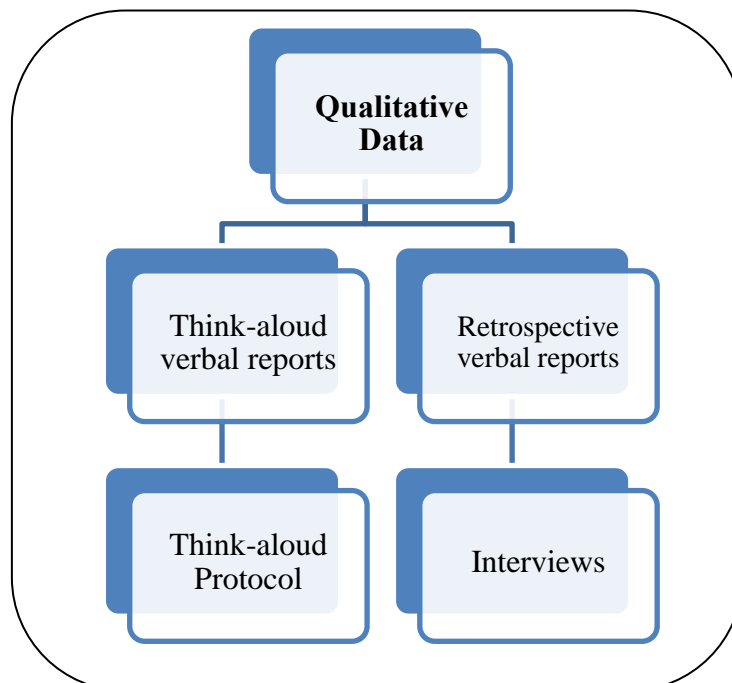 Qualitative
Data
Think-aloud
verbal reports
Retrospective
verbal reports
Think-aloud
Protocol
Interviews